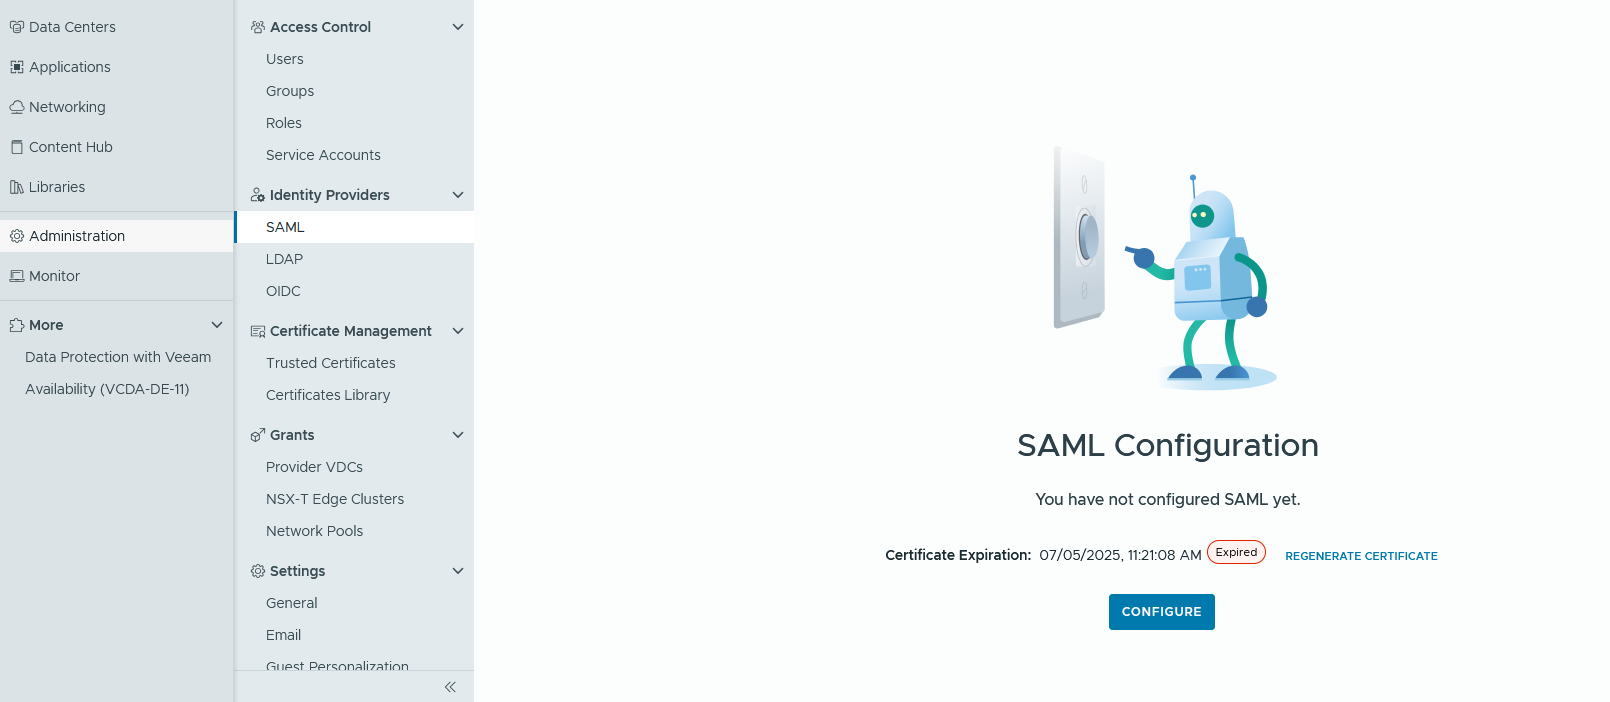 Data Centers
Applications
Networking
Content Hub
Libraries
Administration
Monitor
More
Data Protection with Veeam
Availability (VCDA-DE-11)
Access Control
Users
Groups
Roles
Service Accounts
Identity Providers
SAML
LDAP
OIDC
Certificate Management
Trusted Certificates
Certificates Library
Grants
Provider VDCs
NSX-T Edge Clusters
Network Pools
Settings
General
Email
Guest Personalization
SAML Configuration
You have not configured SAML yet.
Certificate Expiration: 07/05/2025, 11:21:08 AM Expired REGENERATE CERTIFICATE
CONFIGURE